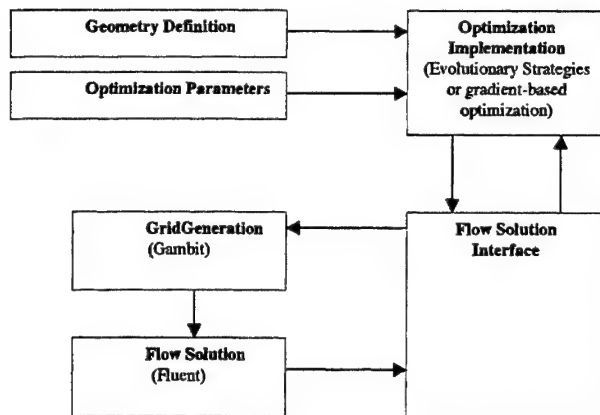 Geometry Definition
Optimization Parameters
Optimization
Implementation
(Evolutionary Strategies
or gradient-based
optimization)
GridGeneration
(Gambit)
Flow Solution
Interface
Flow Solution
(Fluent)